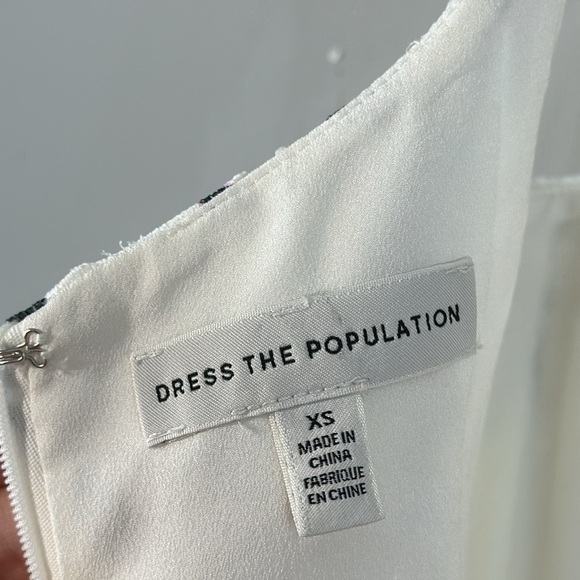 DRESS THE POPULATION
XS
MADE IN
CHINA
FABRIQUE
EN CHINE